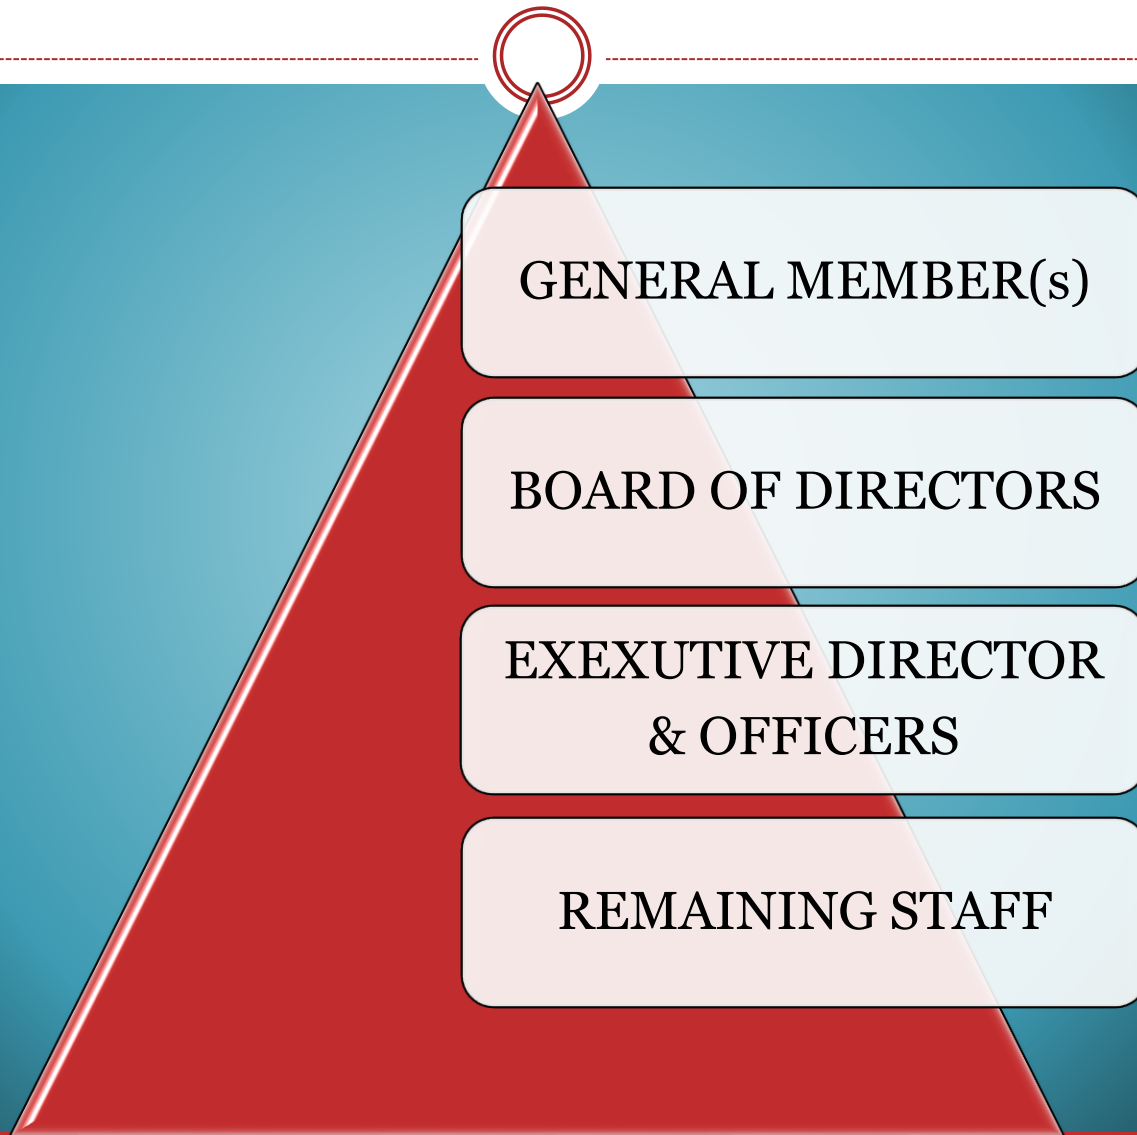 GENERAL MEMBER(s)
BOARD OF DIRECTORS
EXEXUTIVE DIRECTOR
& OFFICERS
REMAINING STAFF